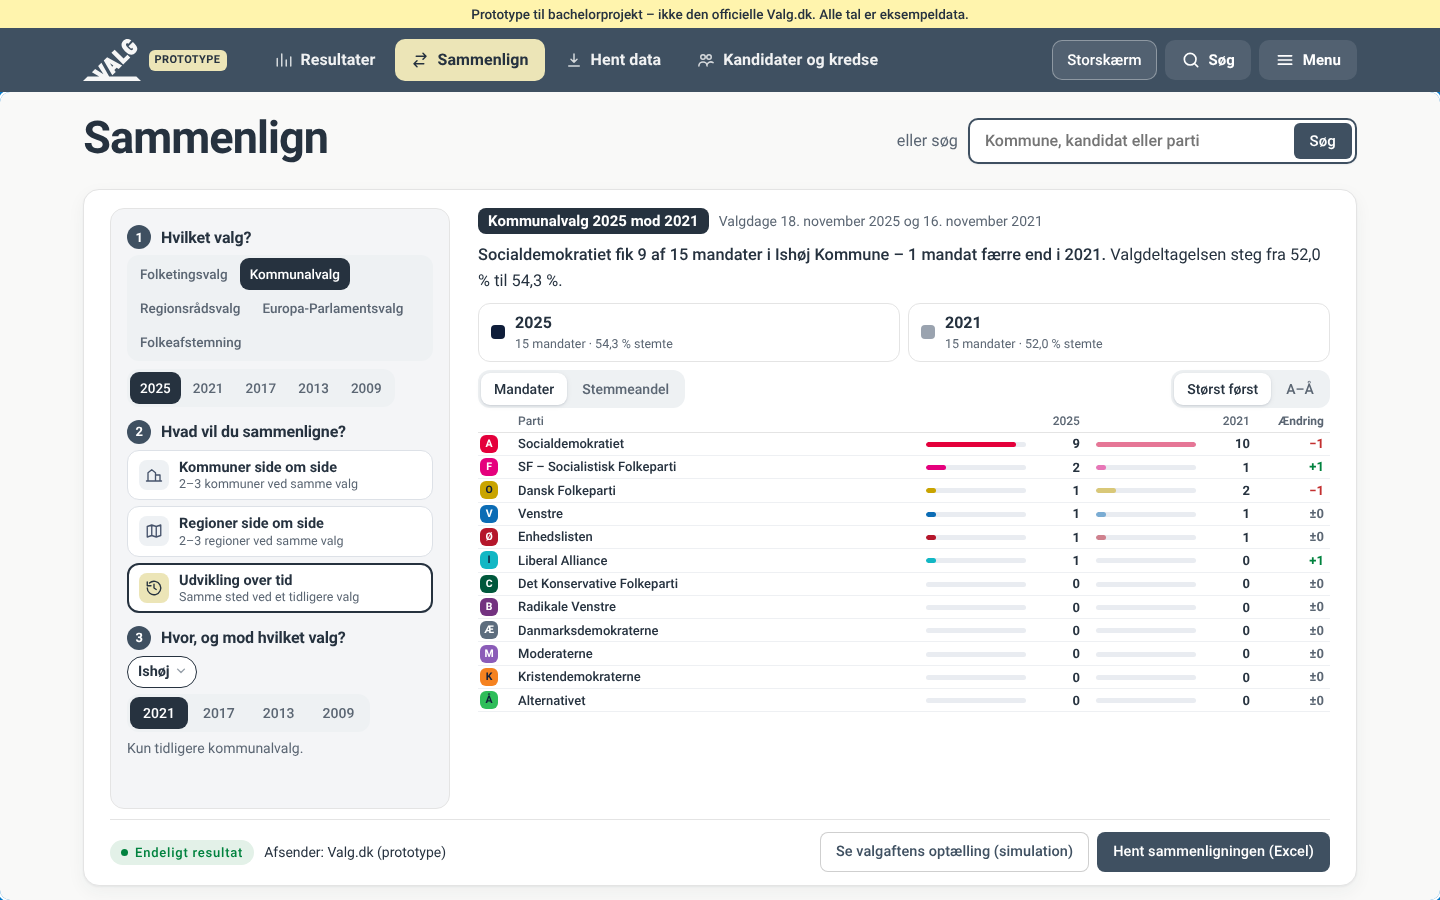 Prototype til bachelorprojekt – ikke den officielle Valg.dk. Alle tal er eksempeldata.
VALG PROTOTYPE Resultater Sammenlign Hent data Kandidater og kredse Storskærm Søg Menu
Sammenlign
eller søg Kommune, kandidat eller parti Søg
1 Hvilket valg?
Folketingsvalg Kommunalvalg
Regionsrådsvalg Europa-Parlamentsvalg
Folkeafstemning
2025 2021 2017 2013 2009
2 Hvad vil du sammenligne?
Kommuner side om side
2–3 kommuner ved samme valg
Regioner side om side
2–3 regioner ved samme valg
Udvikling over tid
Samme sted ved et tidligere valg
3 Hvor, og mod hvilket valg?
Ishøj
2021 2017 2013 2009
Kun tidligere kommunalvalg.
Kommunalvalg 2025 mod 2021 Valgdage 18. november 2025 og 16. november 2021
Socialdemokratiet fik 9 af 15 mandater i Ishøj Kommune – 1 mandat færre end i 2021. Valgdeltagelsen steg fra 52,0
% til 54,3 %.
2025
15 mandater · 54,3 % stemte
2021
15 mandater · 52,0 % stemte
Mandater Stemmeandel Størst først A–Å
Parti 2025 2021 Ændring
A Socialdemokratiet 9 10 −1
F SF – Socialistisk Folkeparti 2 1 +1
O Dansk Folkeparti 1 2 −1
V Venstre 1 1 ±0
Ø Enhedslisten 1 1 ±0
I Liberal Alliance 1 0 +1
C Det Konservative Folkeparti 0 0 ±0
B Radikale Venstre 0 0 ±0
Æ Danmarksdemokraterne 0 0 ±0
M Moderaterne 0 0 ±0
K Kristendemokraterne 0 0 ±0
Å Alternativet 0 0 ±0
Endeligt resultat Afsender: Valg.dk (prototype) Se valgaftens optælling (simulation) Hent sammenligningen (Excel)